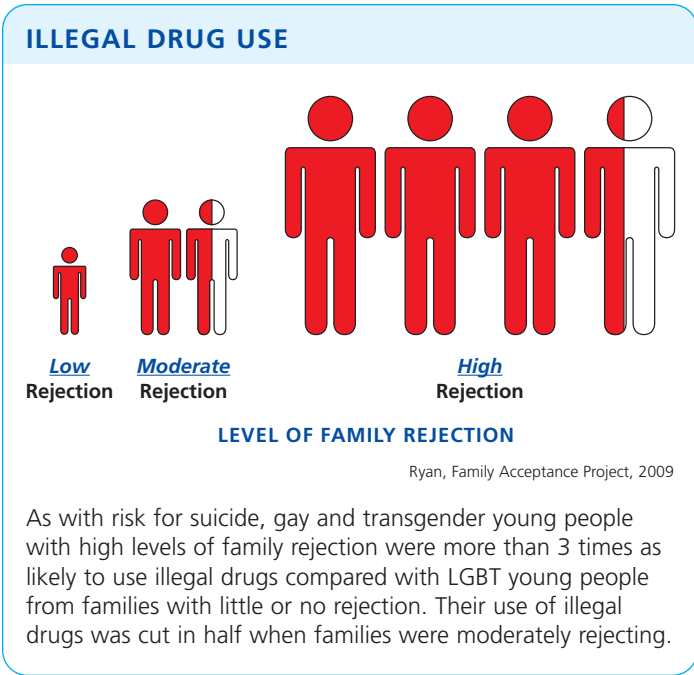 ILLEGAL DRUG USE
Low
Rejection
Moderate
Rejection
High
Rejection
LEVEL OF FAMILY REJECTION
Ryan, Family Acceptance Project, 2009
As with risk for suicide, gay and transgender young people
with high levels of family rejection were more than 3 times as
likely to use illegal drugs compared with LGBT young people
from families with little or no rejection. Their use of illegal
drugs was cut in half when families were moderately rejecting.